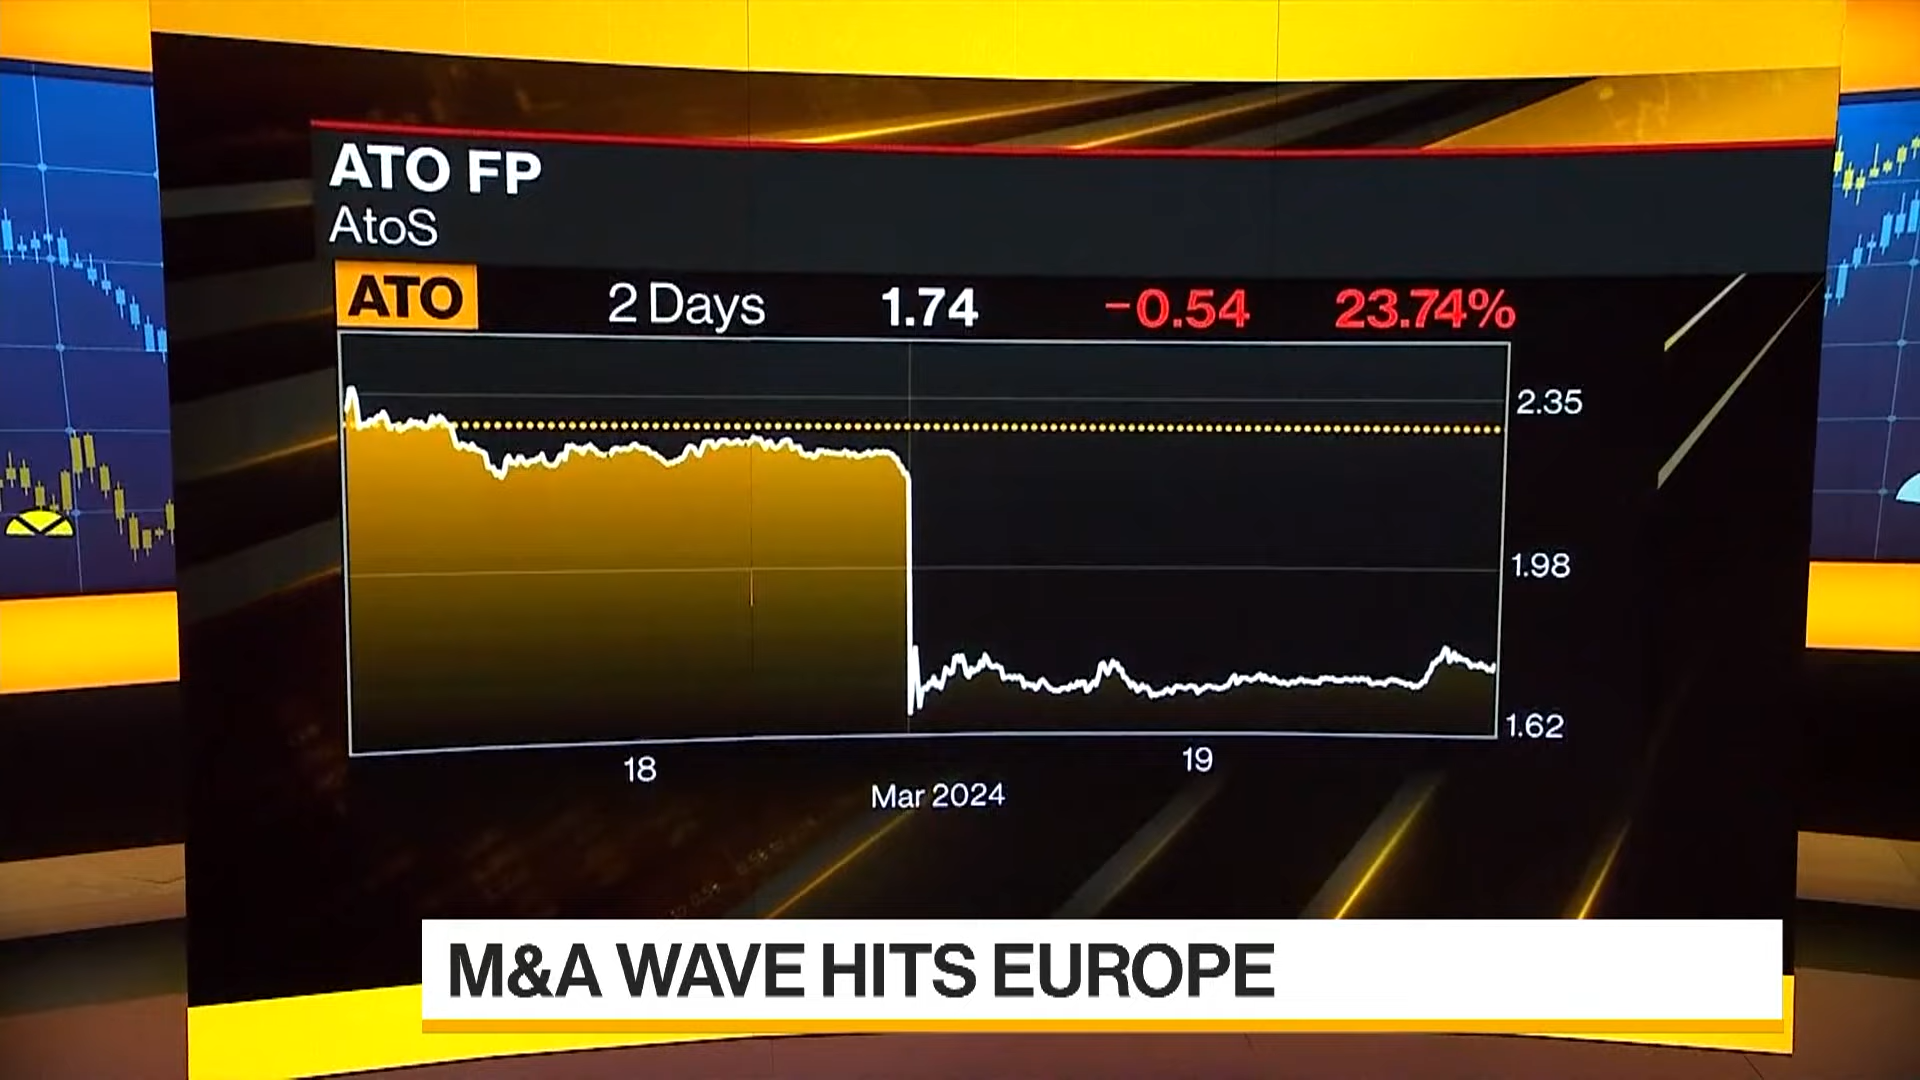 ATO FP
AtoS
ATO 2 Days 1.74 -0.54 23.74%
2.35
1.98
1.62
18 19
Mar 2024
M&A WAVE HITS EUROPE